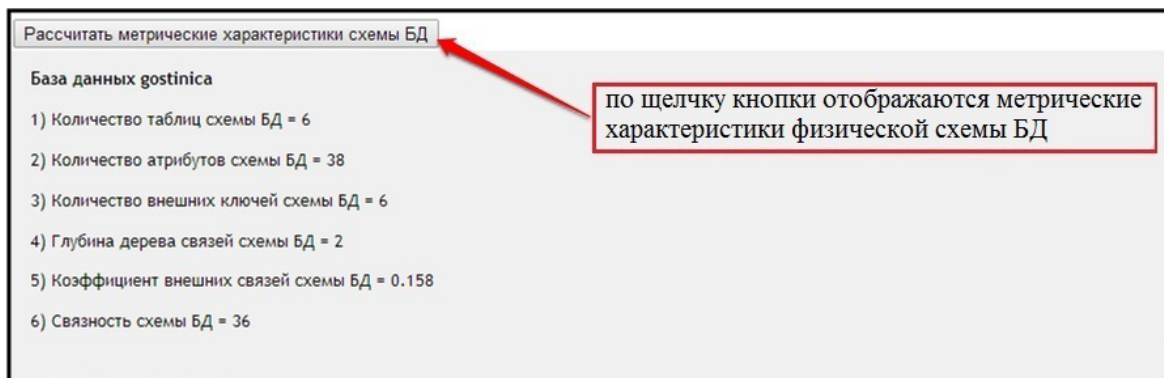 Рассчитать метрические характеристики схемы БД
База данных gostinica
по щелчку кнопки отображаются метрические
характеристики физической схемы БД
1) Количество таблиц схемы БД = 6
2) Количество атрибутов схемы БД = 38
3) Количество внешних ключей схемы БД = 6
4) Глубина дерева связей схемы БД = 2
5) Коэффициент внешних связей схемы БД = 0.158
6) Связность схемы БД = 36